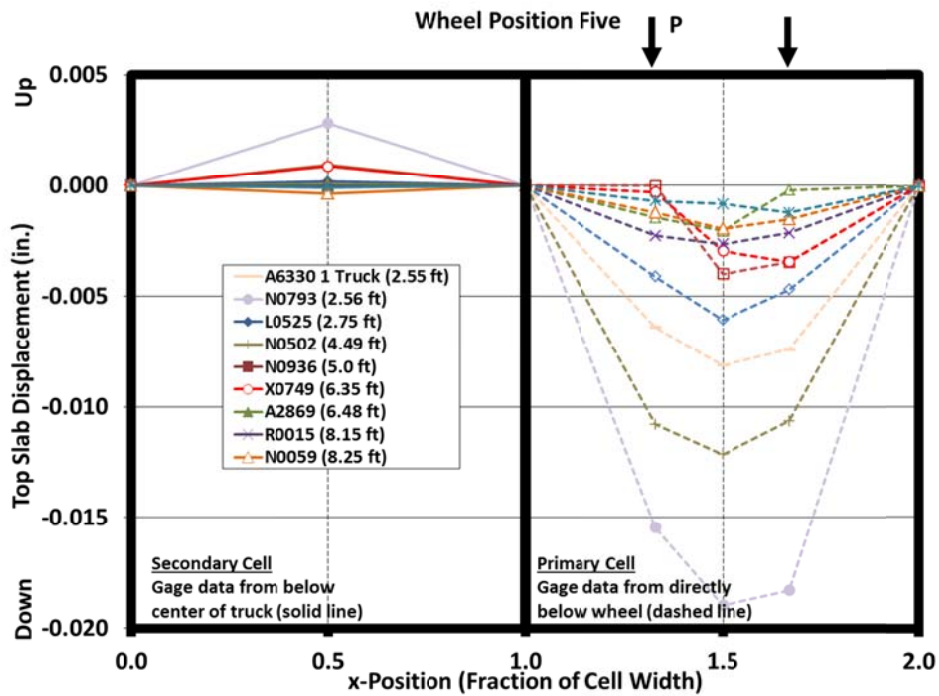 Wheel Position Five
P
Up
0.005
0.000
-0.005
-0.010
-0.015
-0.020
Down
Top Slab Displacement (in.)
A6330 1 Truck (2.55 ft)
N0793 (2.56 ft)
L0525 (2.75 ft)
N0502 (4.49 ft)
N0936 (5.0 ft)
X0749 (6.35 ft)
A2869 (6.48 ft)
R0015 (8.15 ft)
N0059 (8.25 ft)
Secondary Cell
Gage data from below
center of truck (solid line)
Primary Cell
Gage data from directly
below wheel (dashed line)
0.0
0.5
1.0
1.5
2.0
x-Position (Fraction of Cell Width)